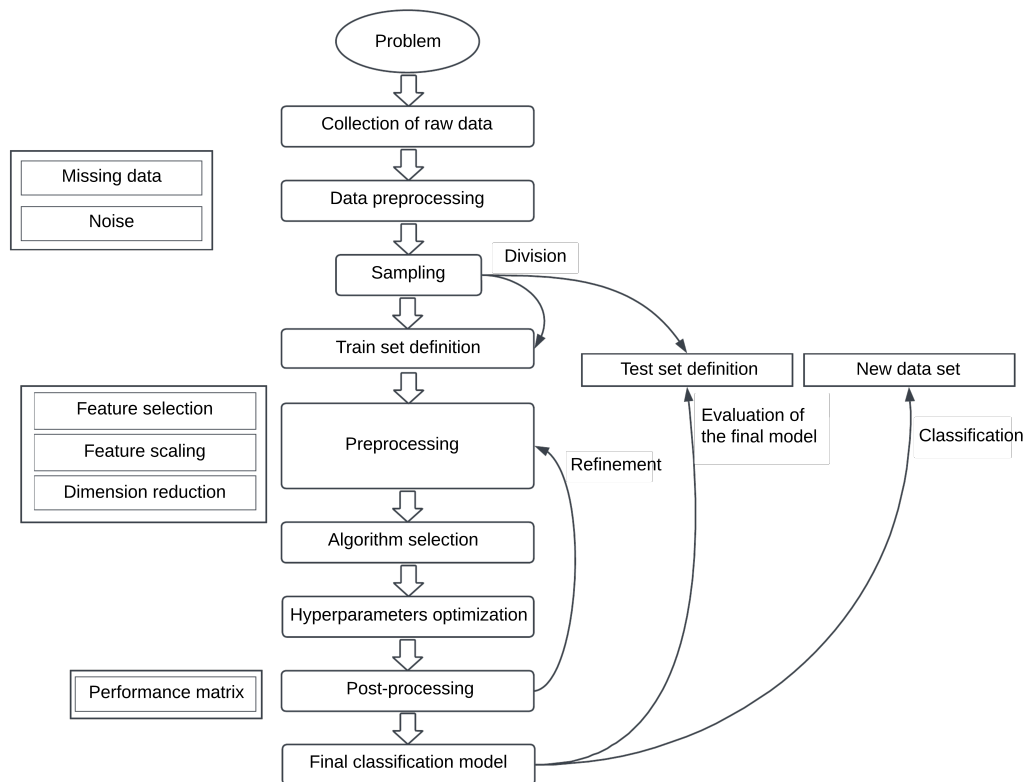 Problem
Collection of raw data
Missing data
Noise
Data preprocessing
Division
Sampling
Train set definition
Test set definition
New data set
Feature selection
Feature scaling
Dimension reduction
Preprocessing
Refinement
Evaluation of
the final model
Classification
Algorithm selection
Hyperparameters optimization
Performance matrix
Post-processing
Final classification model